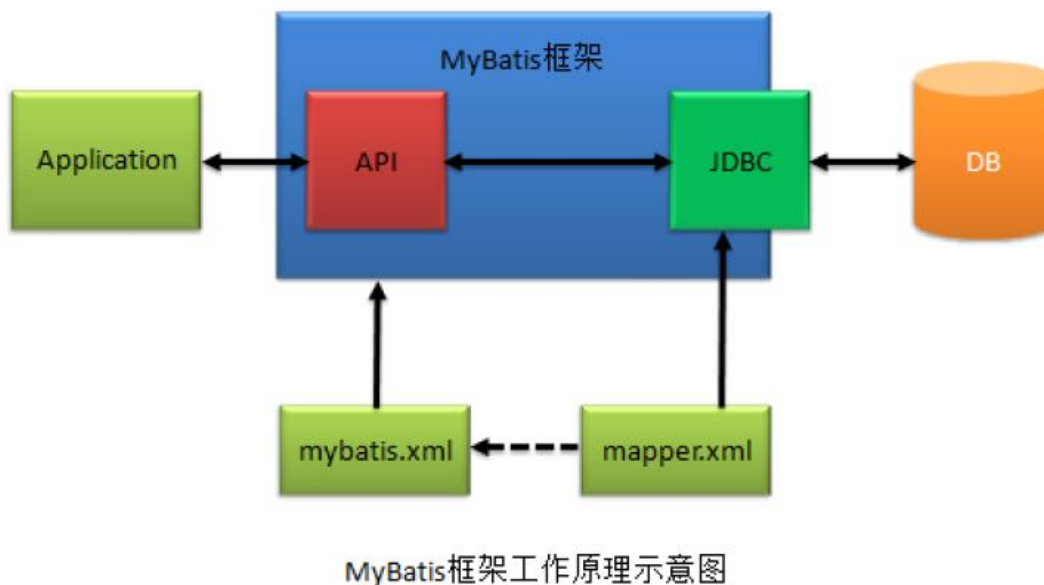 MyBatis框架
Application
API
JDBC
DB
mybatis.xml
mapper.xml
MyBatis框架工作原理示意图